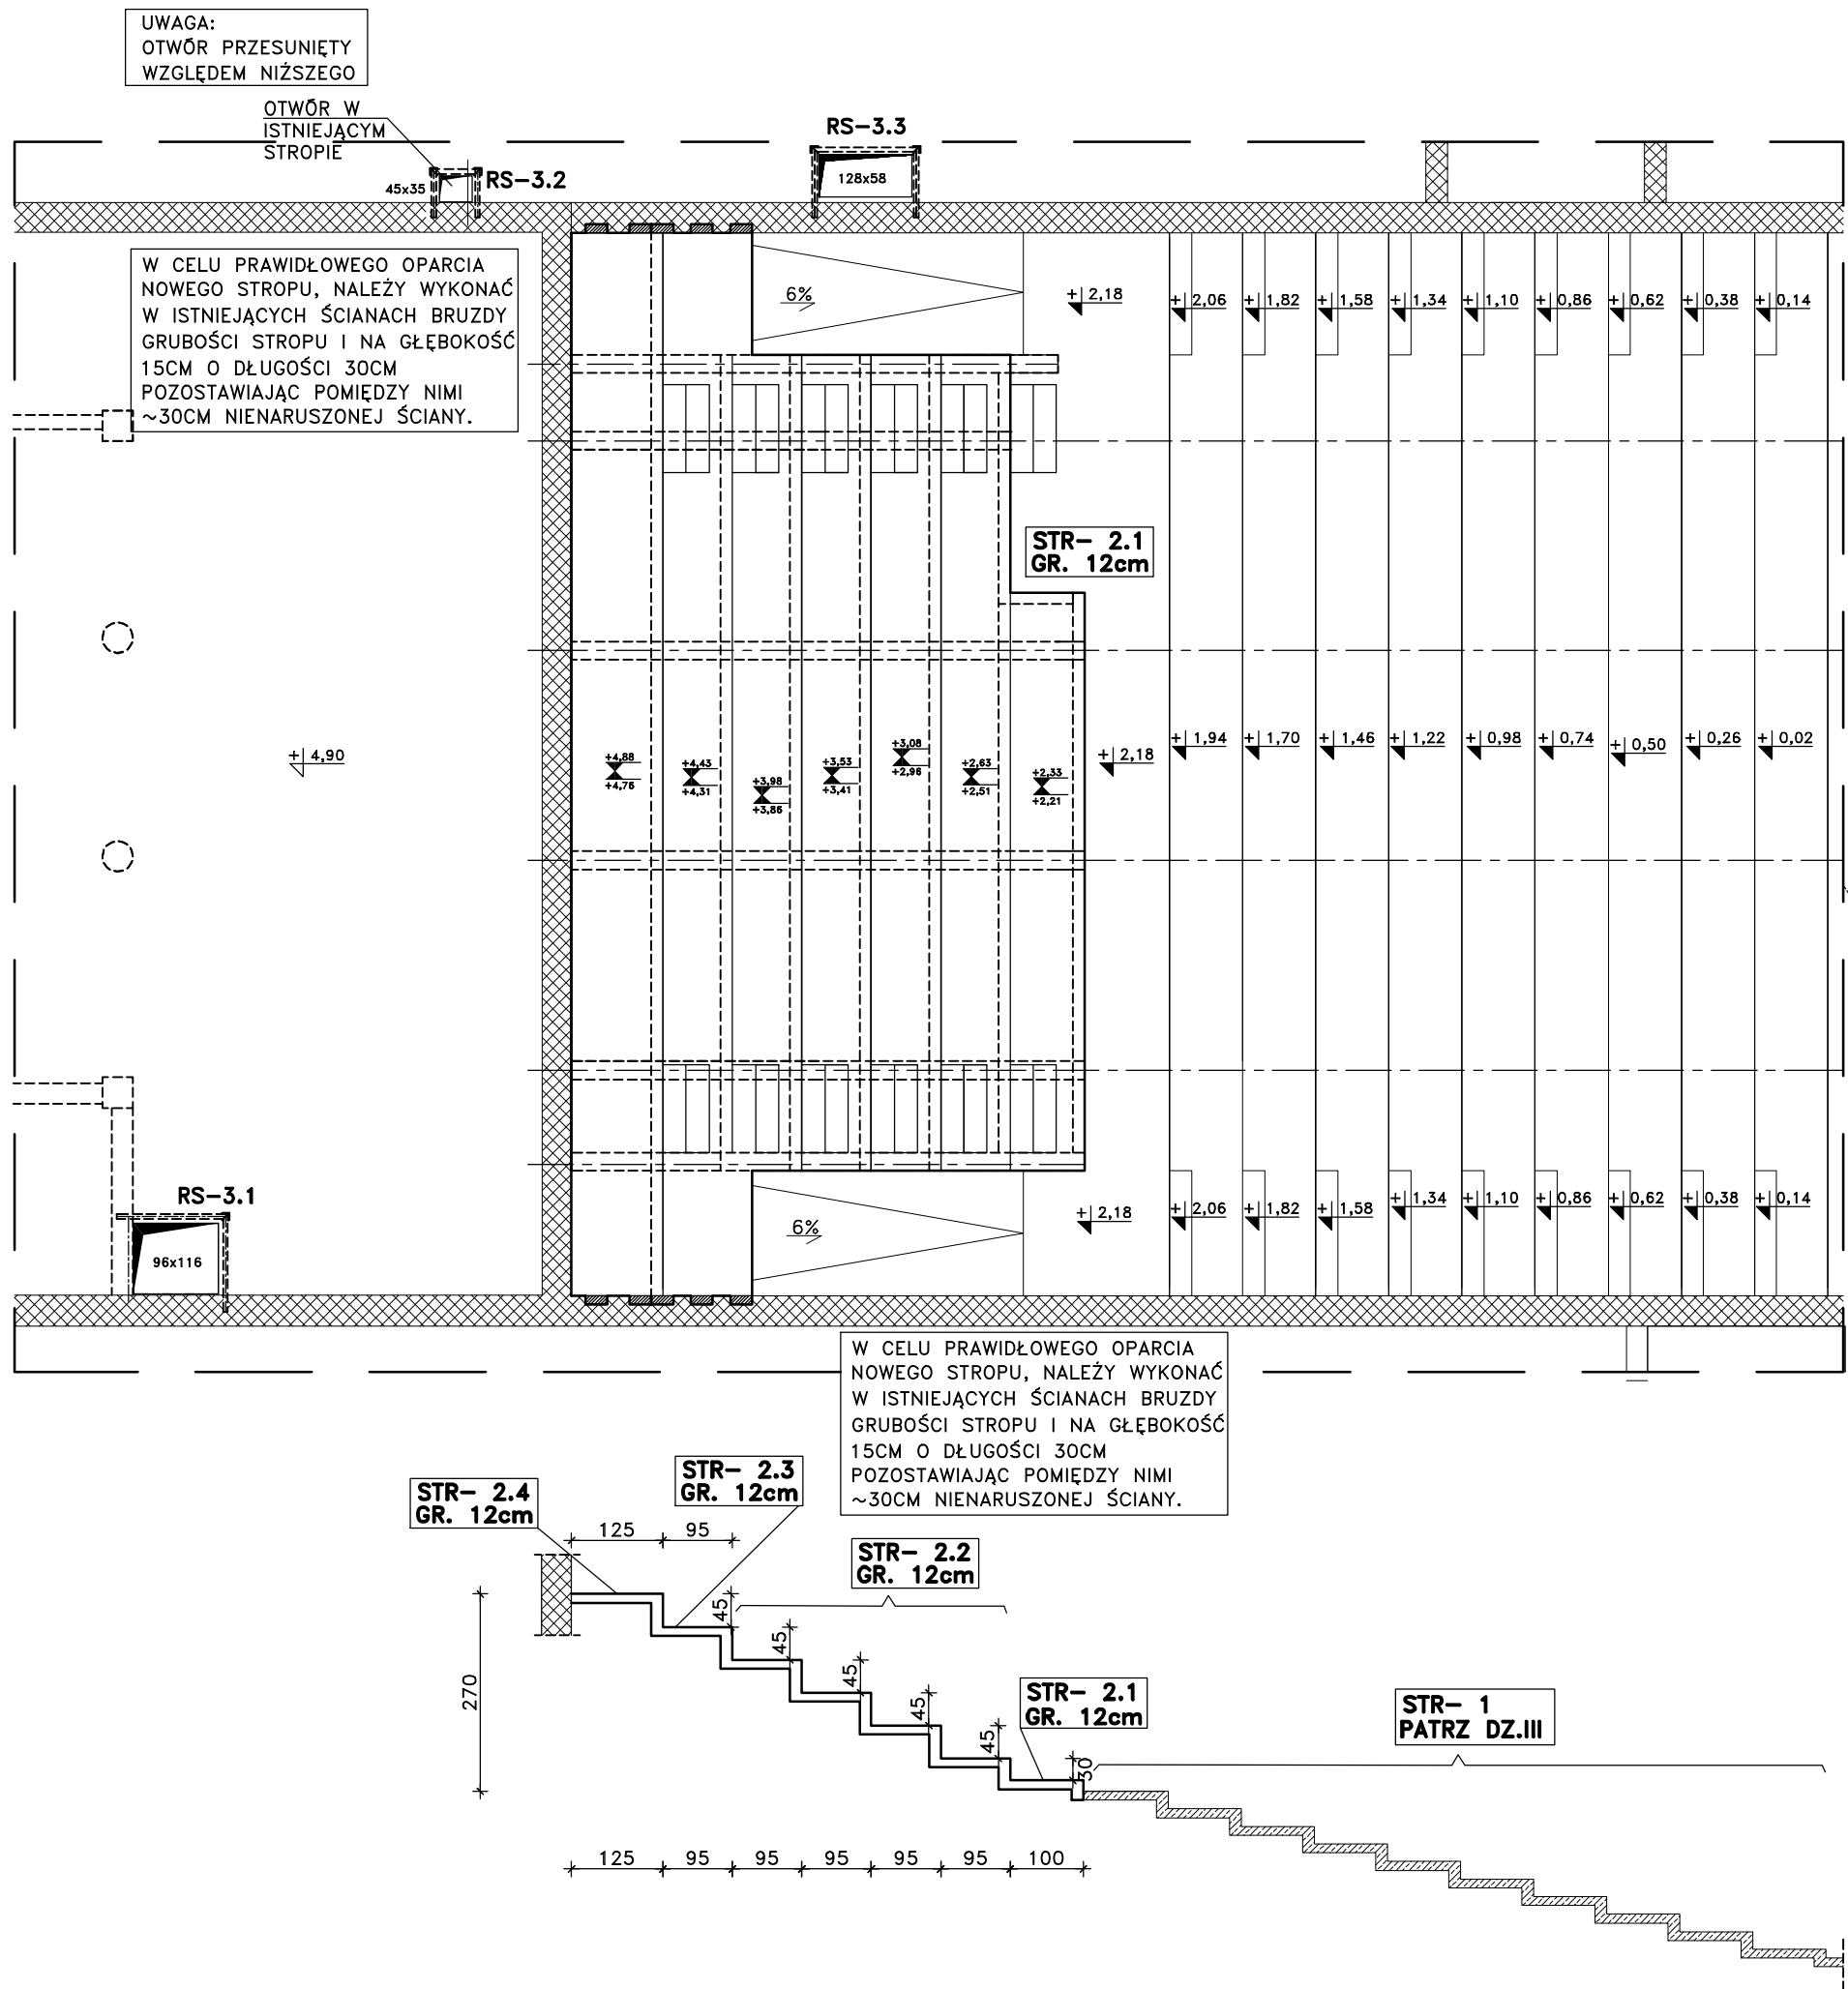 UWAGA:
OTWÓR PRZESUNIĘTY
WZGLĘDEM NIŻSZEGO
OTWÓR W
ISTNIEJĄCYM
STROPIE
45x35
RS-3.2
RS-3.3
128x58
W CELU PRAWIDŁOWEGO OPARCIA
NOWEGO STROPU, NALEŻY WYKONAĆ
W ISTNIEJĄCYCH ŚCIANACH BRUZDY
GRUBOŚCI STROPU I NA GŁĘBOKOŚĆ
15CM O DŁUGOŚCI 30CM
POZOSTAWIAJĄC POMIĘDZY NIMI
~30CM NIENARUSZONEJ ŚCIANY.
6%
+2,18
+2,06
+1,82
+1,58
+1,34
+1,10
+0,86
+0,62
+0,38
+0,14
STR- 2.1
GR. 12cm
+4,90
+4,88
+4,76
+4,43
+4,31
+3,98
+3,86
+3,53
+3,41
+3,08
+2,96
+2,63
+2,51
+2,33
+2,21
+2,18
+1,94
+1,70
+1,46
+1,22
+0,98
+0,74
+0,50
+0,26
+0,02
RS-3.1
96x116
6%
+2,18
+2,06
+1,82
+1,58
+1,34
+1,10
+0,86
+0,62
+0,38
+0,14
W CELU PRAWIDŁOWEGO OPARCIA
NOWEGO STROPU, NALEŻY WYKONAĆ
W ISTNIEJĄCYCH ŚCIANACH BRUZDY
GRUBOŚCI STROPU I NA GŁĘBOKOŚĆ
15CM O DŁUGOŚCI 30CM
POZOSTAWIAJĄC POMIĘDZY NIMI
~30CM NIENARUSZONEJ ŚCIANY.
STR- 2.4
GR. 12cm
STR- 2.3
GR. 12cm
125
95
STR- 2.2
GR. 12cm
45
45
45
45
45
30
270
STR- 2.1
GR. 12cm
STR- 1
PATRZ DZ.III
125
95
95
95
95
95
100